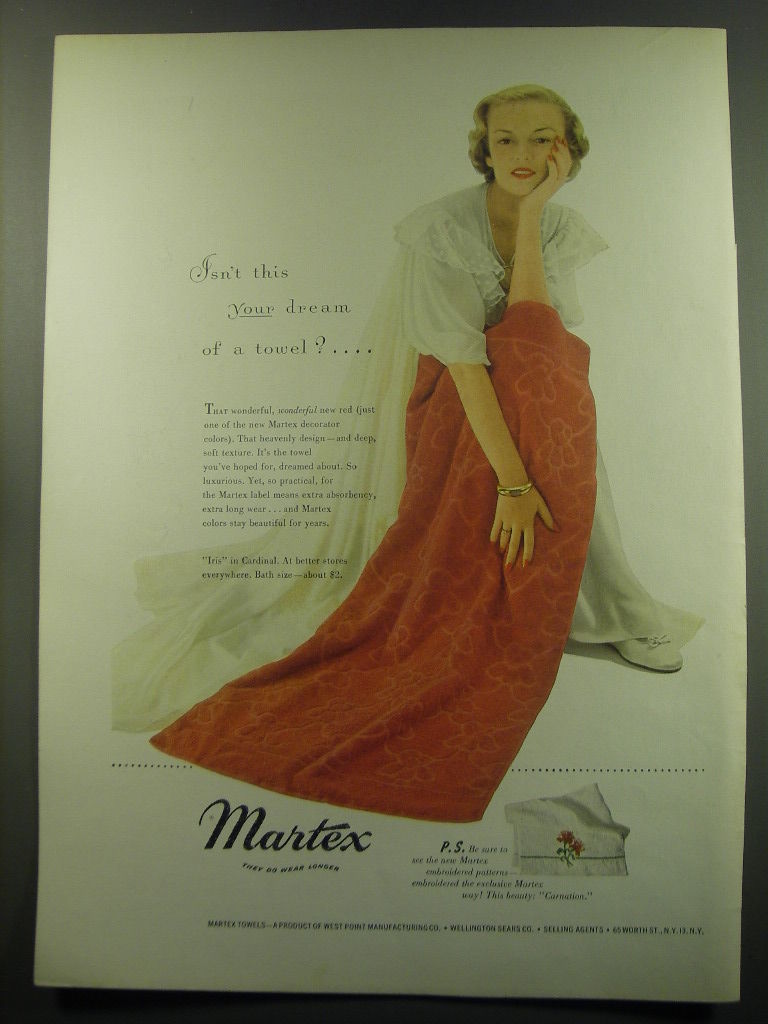 Isn't this
your dream
of a towel?....
THAT wonderful, wonderful new red (just
one of the new Martex decorator
colors). That heavenly design—and deep,
soft texture. It's the towel
you've hoped for, dreamed about. So
luxurious. Yet, so practical, for
the Martex label means extra absorbency,
extra long wear . . . and Martex
colors stay beautiful for years.
"Iris" in Cardinal. At better stores
everywhere. Bath size—about $2.
Martex
THEY DO WEAR LONGER
P.S. Be sure to
see the new Martex
embroidered patterns—
embroidered the exclusive Martex
way! This beauty: "Carnation."
MARTEX TOWELS—A PRODUCT OF WEST POINT MANUFACTURING CO. • WELLINGTON SEARS CO. • SELLING AGENTS • 65 WORTH ST., N.Y. 13, N.Y.